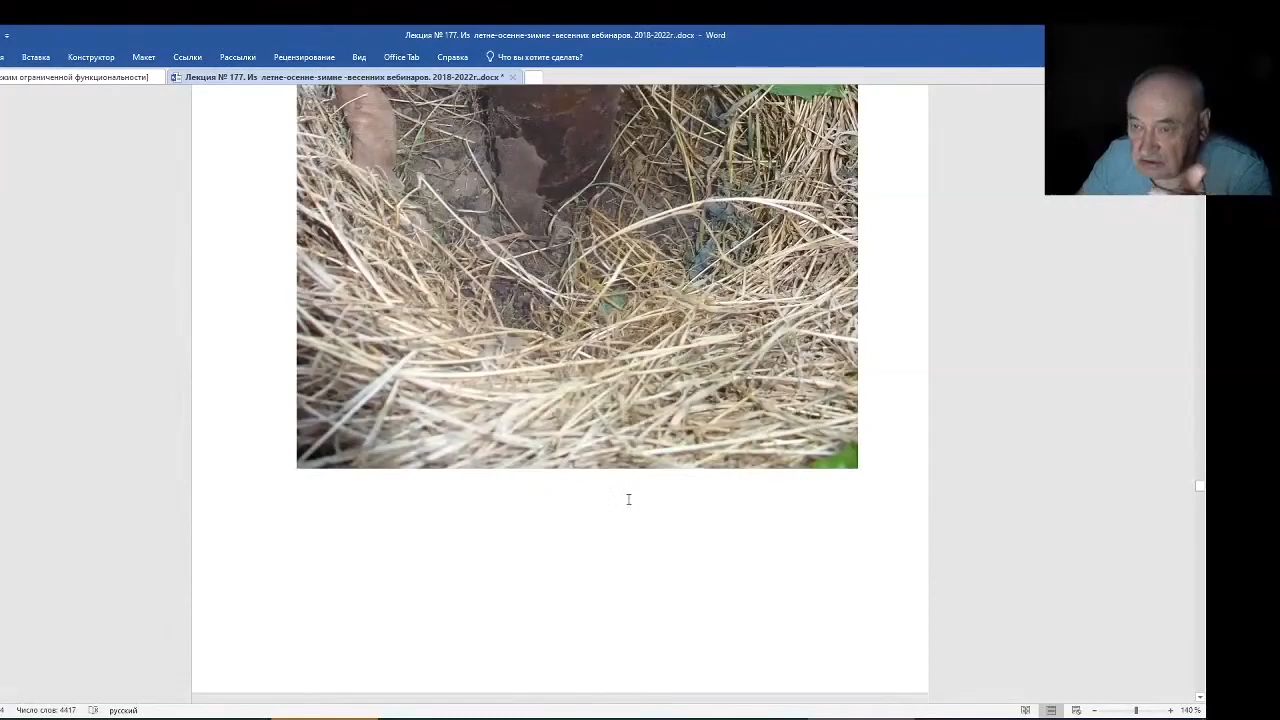 Лекция № 177. Из летне-осенне-зимне -весенних вебинаров. 2018-2022г..docx - Word
Вставка Конструктор Макет Ссылки Рассылки Рецензирование Вид Office Tab Справка Что вы хотите сделать?
жим ограниченной функциональности] Лекция № 177. Из летне-осенне-зимне -весенних вебинаров. 2018-2022г..docx *
4 Число слов: 4417 русский 140 %